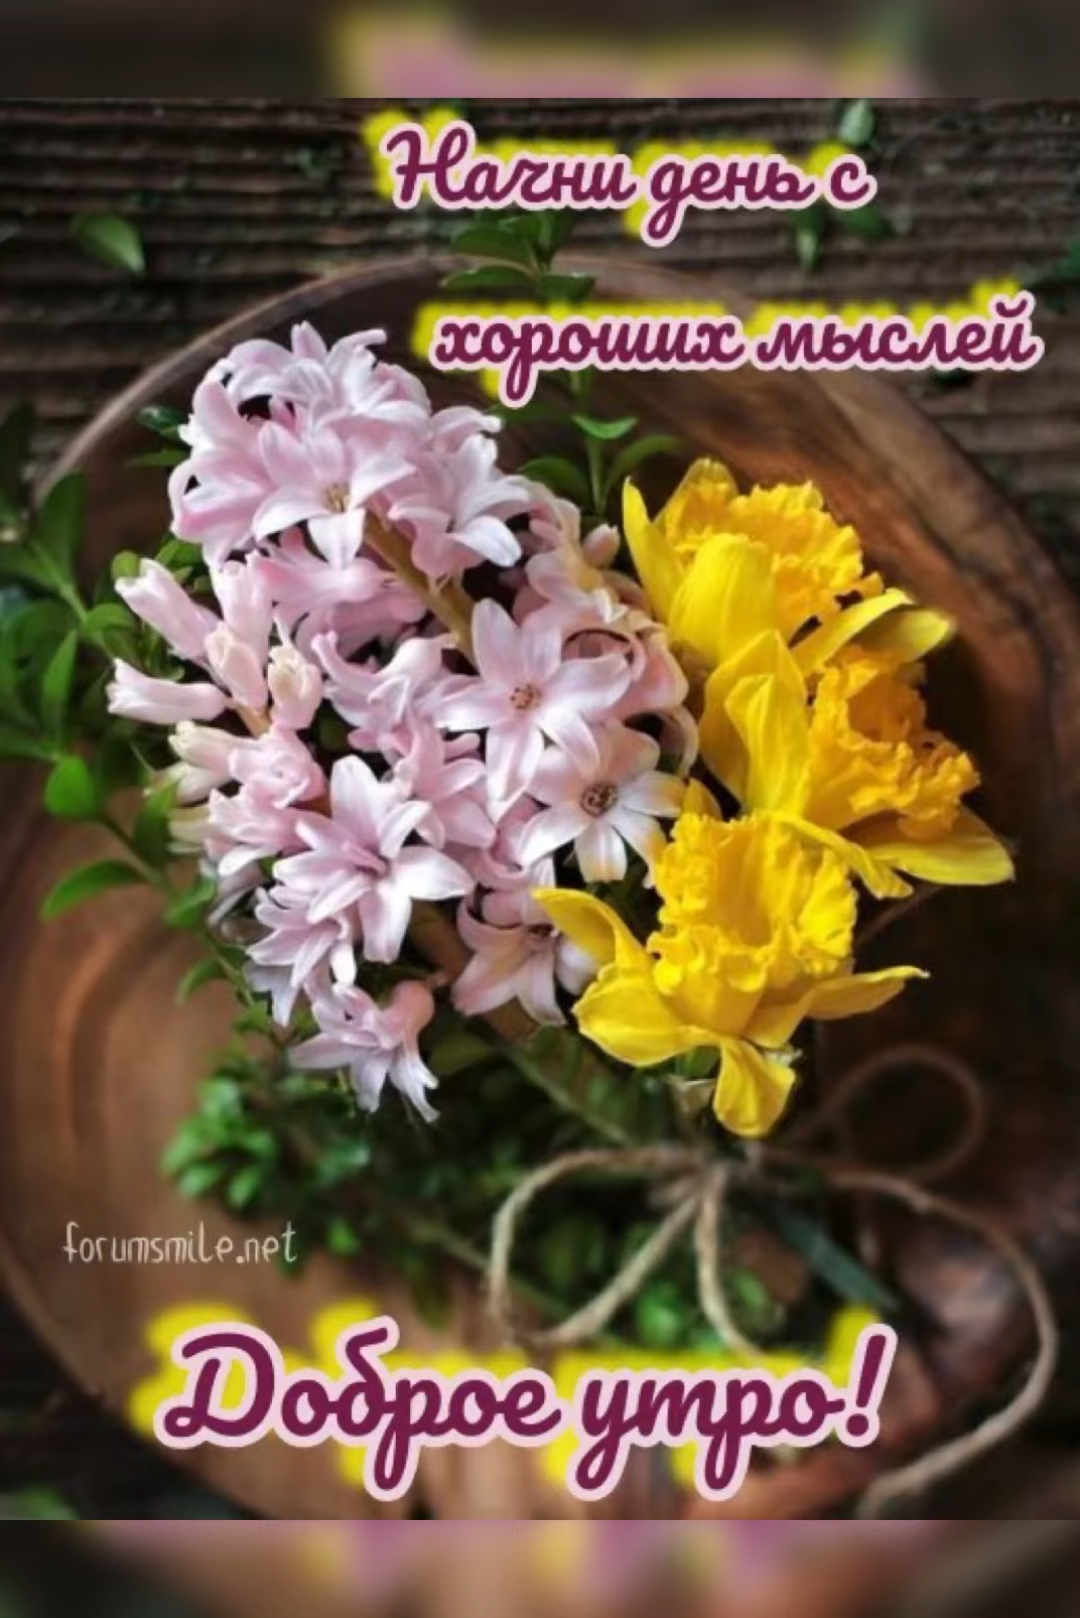 Начни день с
хороших мыслей
forumsmile.net
Доброе утро!